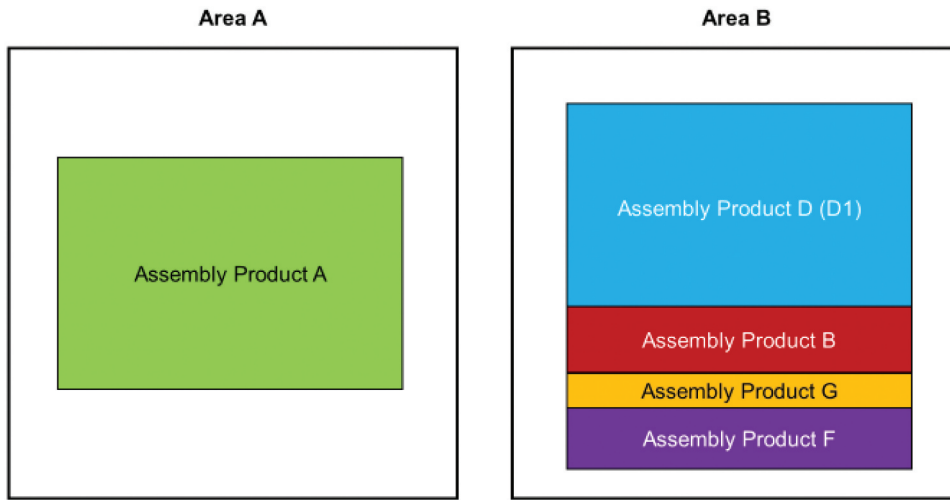 Area A
Area B
Assembly Product A
Assembly Product D (D1)
Assembly Product B
Assembly Product G
Assembly Product F